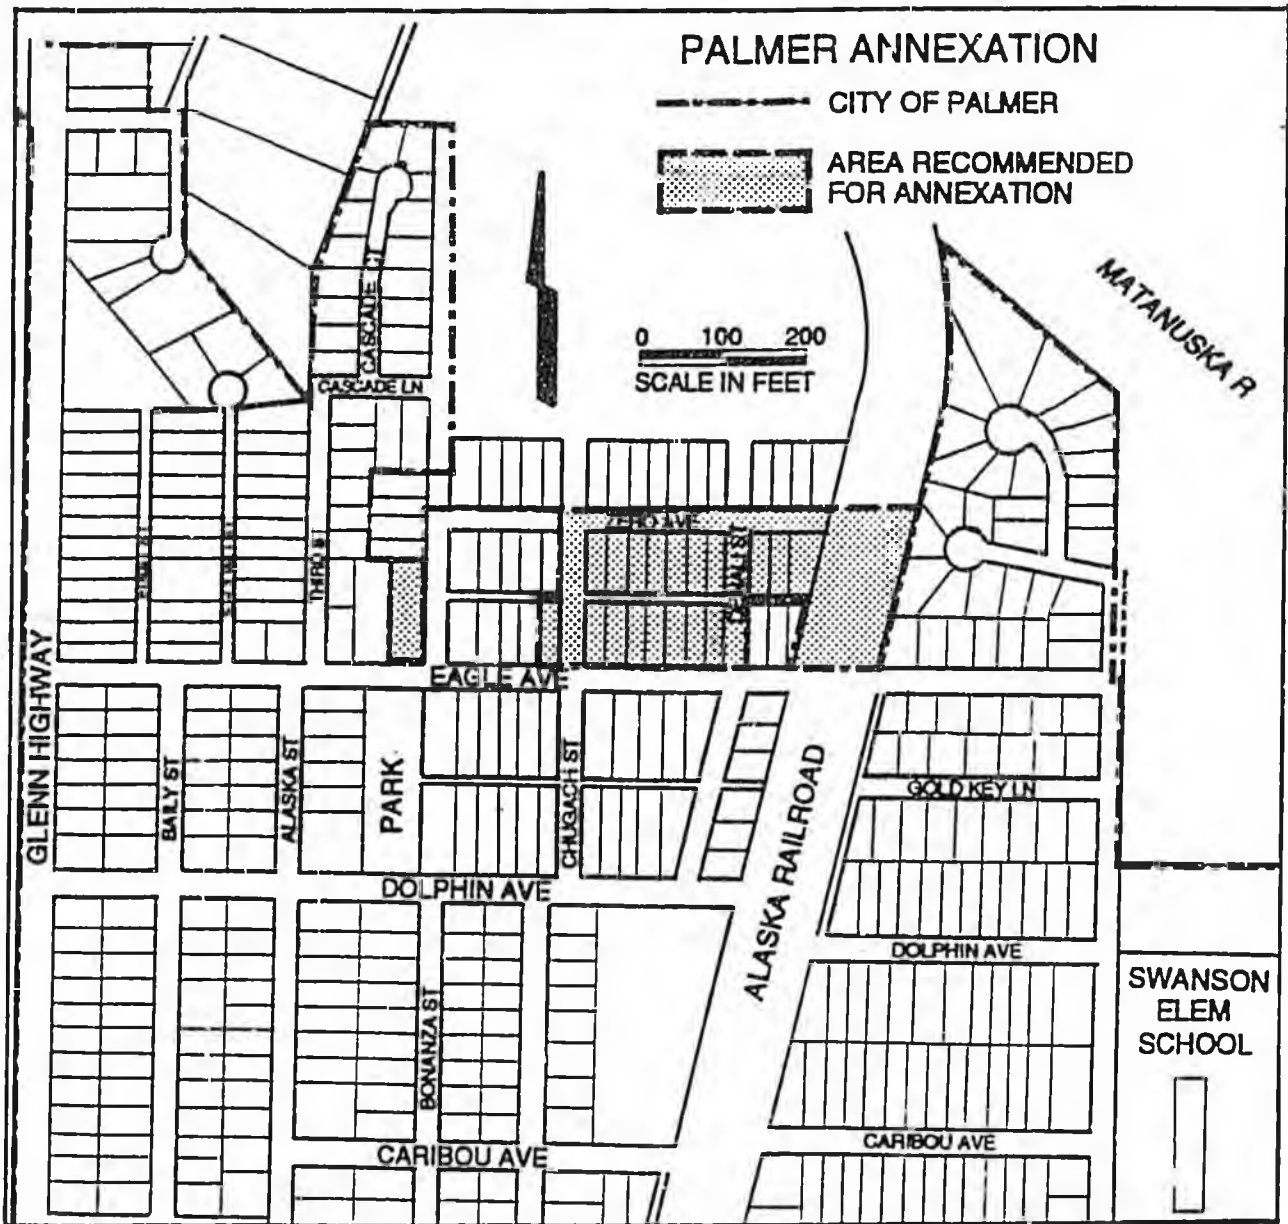 PALMER ANNEXATION
CITY OF PALMER
AREA RECOMMENDED
FOR ANNEXATION
MATANUSKA R
0 100 200
SCALE IN FEET
CASCADE CT
CASCADE LN
ZERO AVE
DENALI ST
THIRD ST
GLENN HIGHWAY
EAGLE AVE
BAILY ST
ALASKA ST
PARK
CHUGACH ST
ALASKA RAILROAD
GOLD KEY LN
DOLPHIN AVE
DOLPHIN AVE
BONANZA ST
SWANSON
ELEM
SCHOOL
CARIBOU AVE
CARIBOU AVE